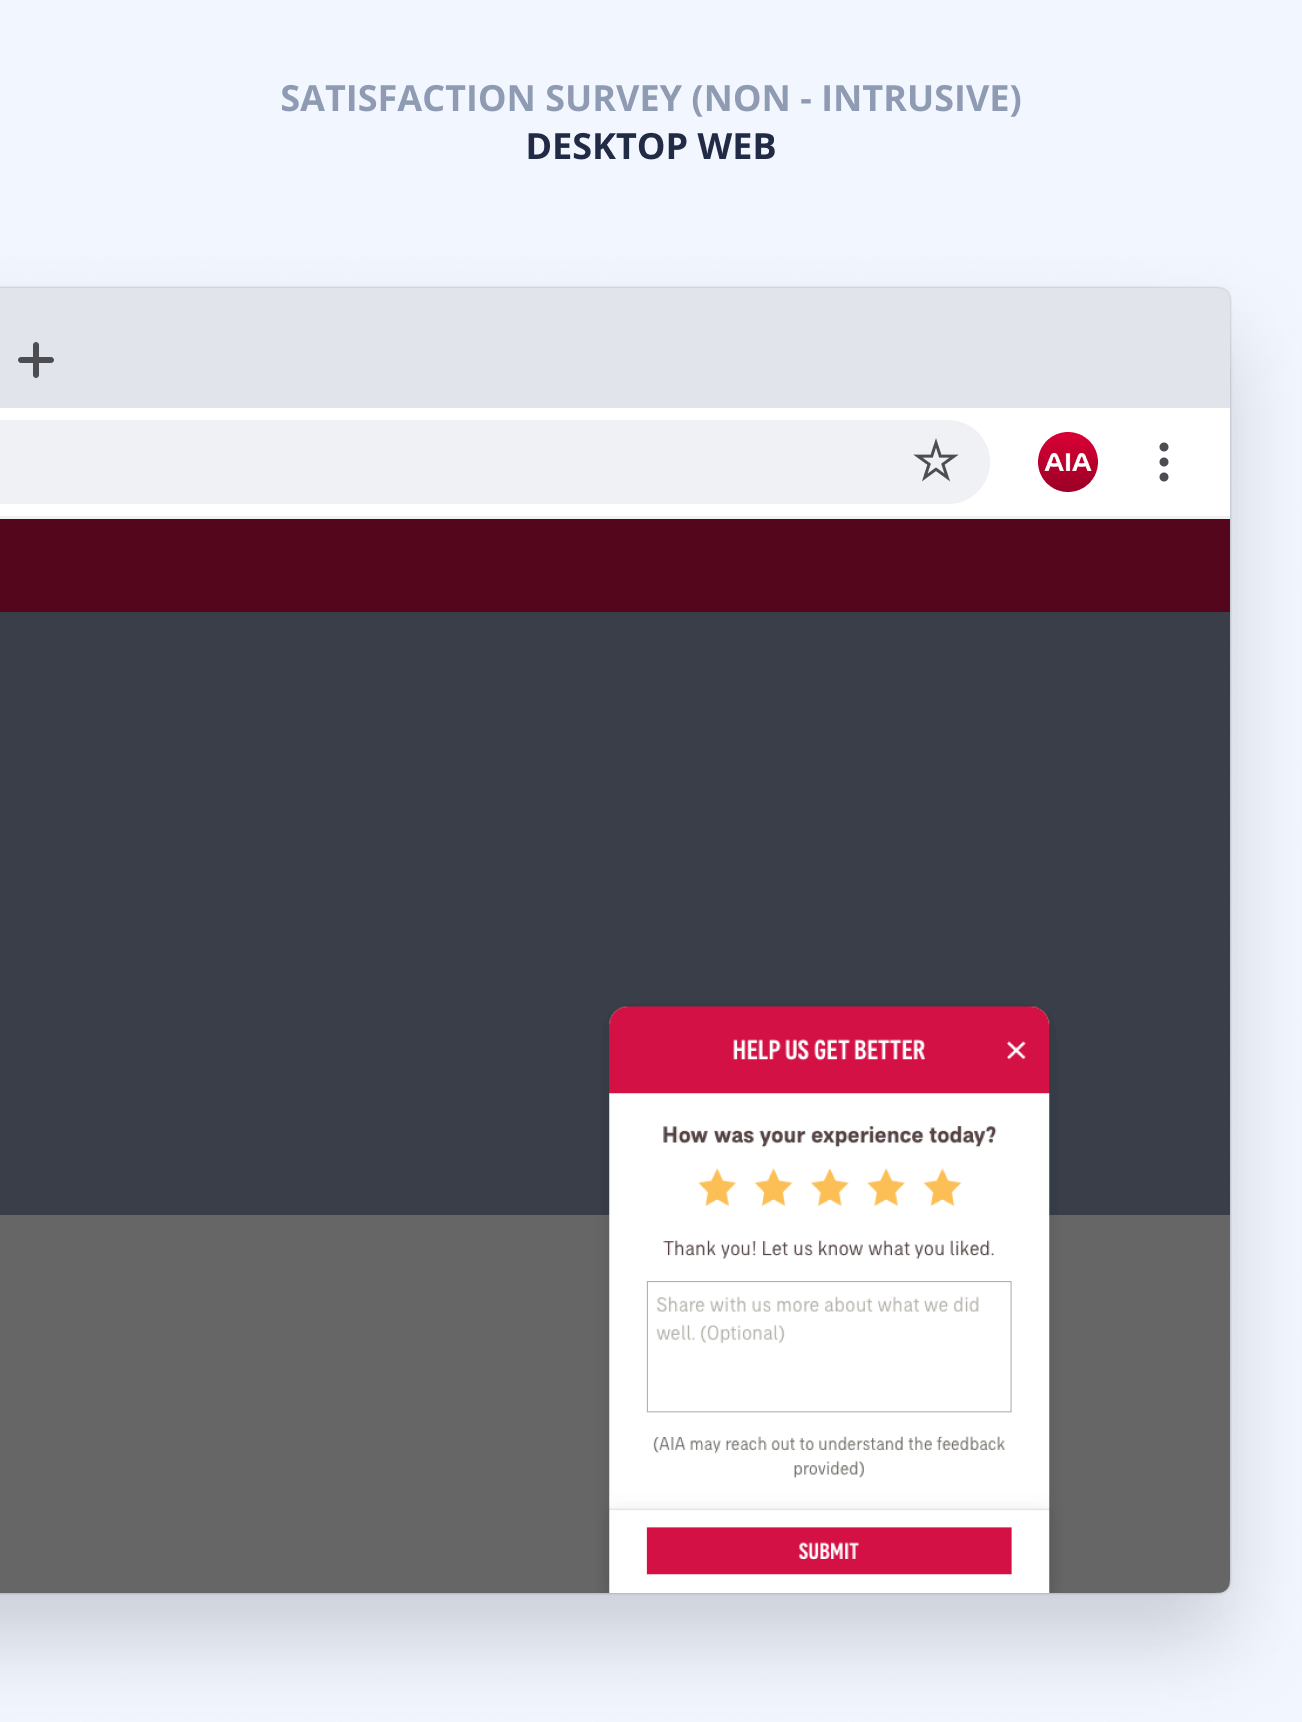 SATISFACTION SURVEY (NON - INTRUSIVE)
DESKTOP WEB
AIA
HELP US GET BETTER
How was your experience today?
Thank you! Let us know what you liked.
Share with us more about what we did
well. (Optional)
(AIA may reach out to understand the feedback
provided)
SUBMIT